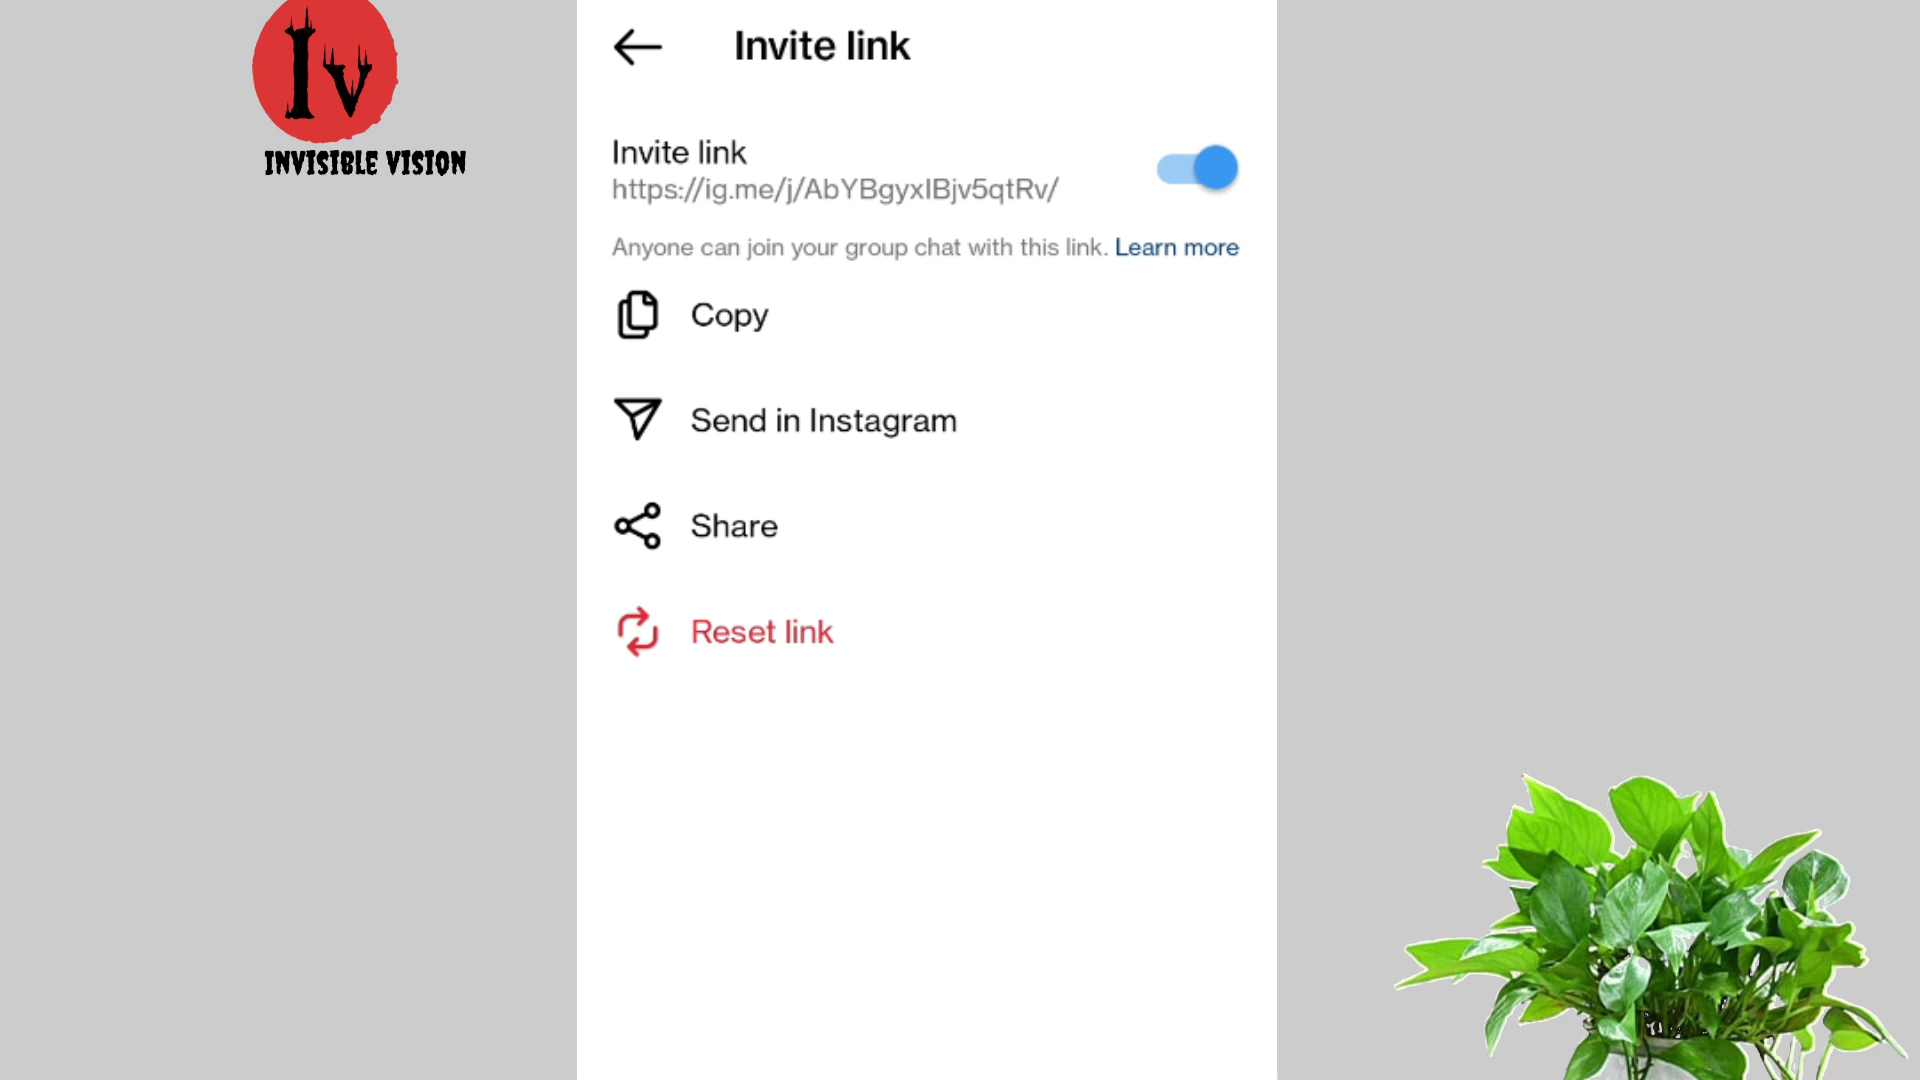 Iv
INVISIBLE VISION
Invite link
Invite link
https://ig.me/j/AbYBgyxIBjv5qtRv/
Anyone can join your group chat with this link. Learn more
Copy
Send in Instagram
Share
Reset link